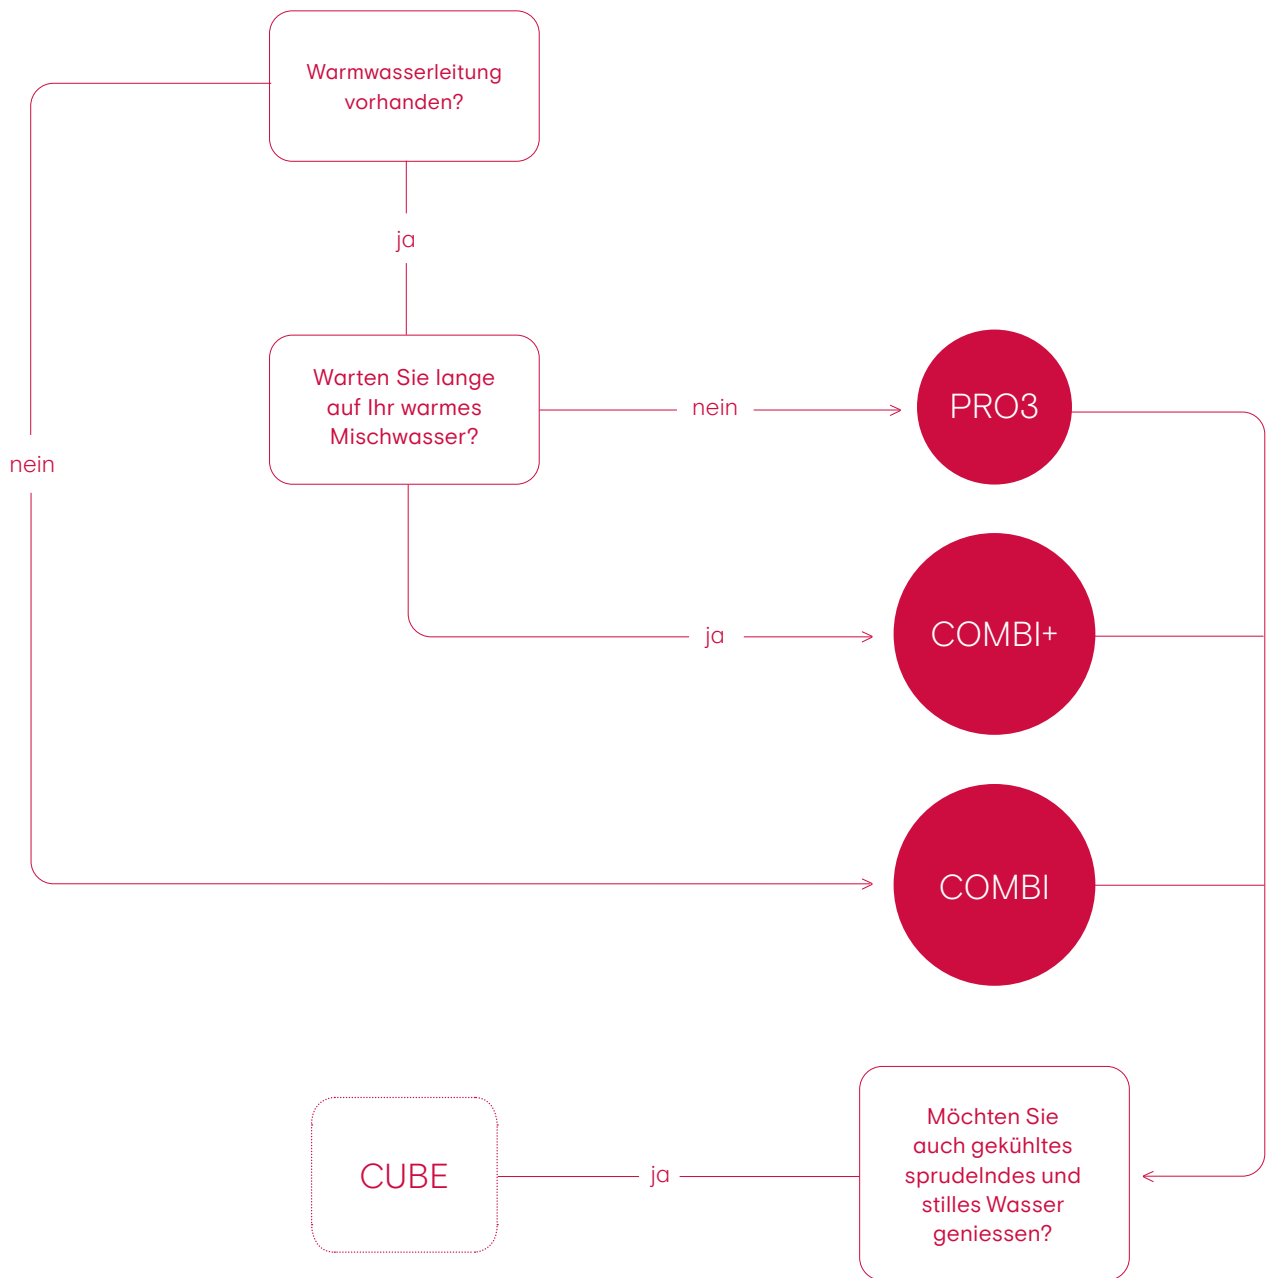 Warmwasserleitung
vorhanden?
ja
Warten Sie lange
auf Ihr warmes
Mischwasser?
nein
PRO3
nein
ja
COMBI+
COMBI
Möchten Sie
auch gekühltes
sprudelndes und
stilles Wasser
geniessen?
ja
CUBE